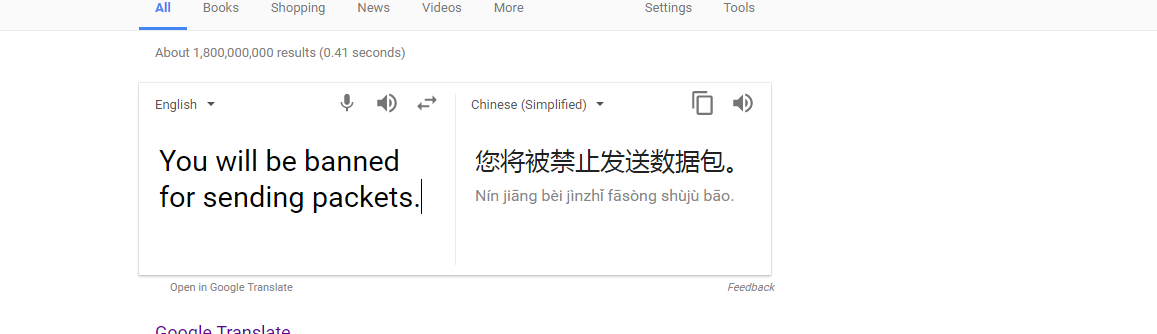 All Books Shopping News Videos More Settings Tools
About 1,800,000,000 results (0.41 seconds)
English Chinese (Simplified)
You will be banned
for sending packets.
您将被禁止发送数据包。
Nín jiāng bèi jìnzhǐ fāsòng shùjù bāo.
Open in Google Translate Feedback
Google Translate